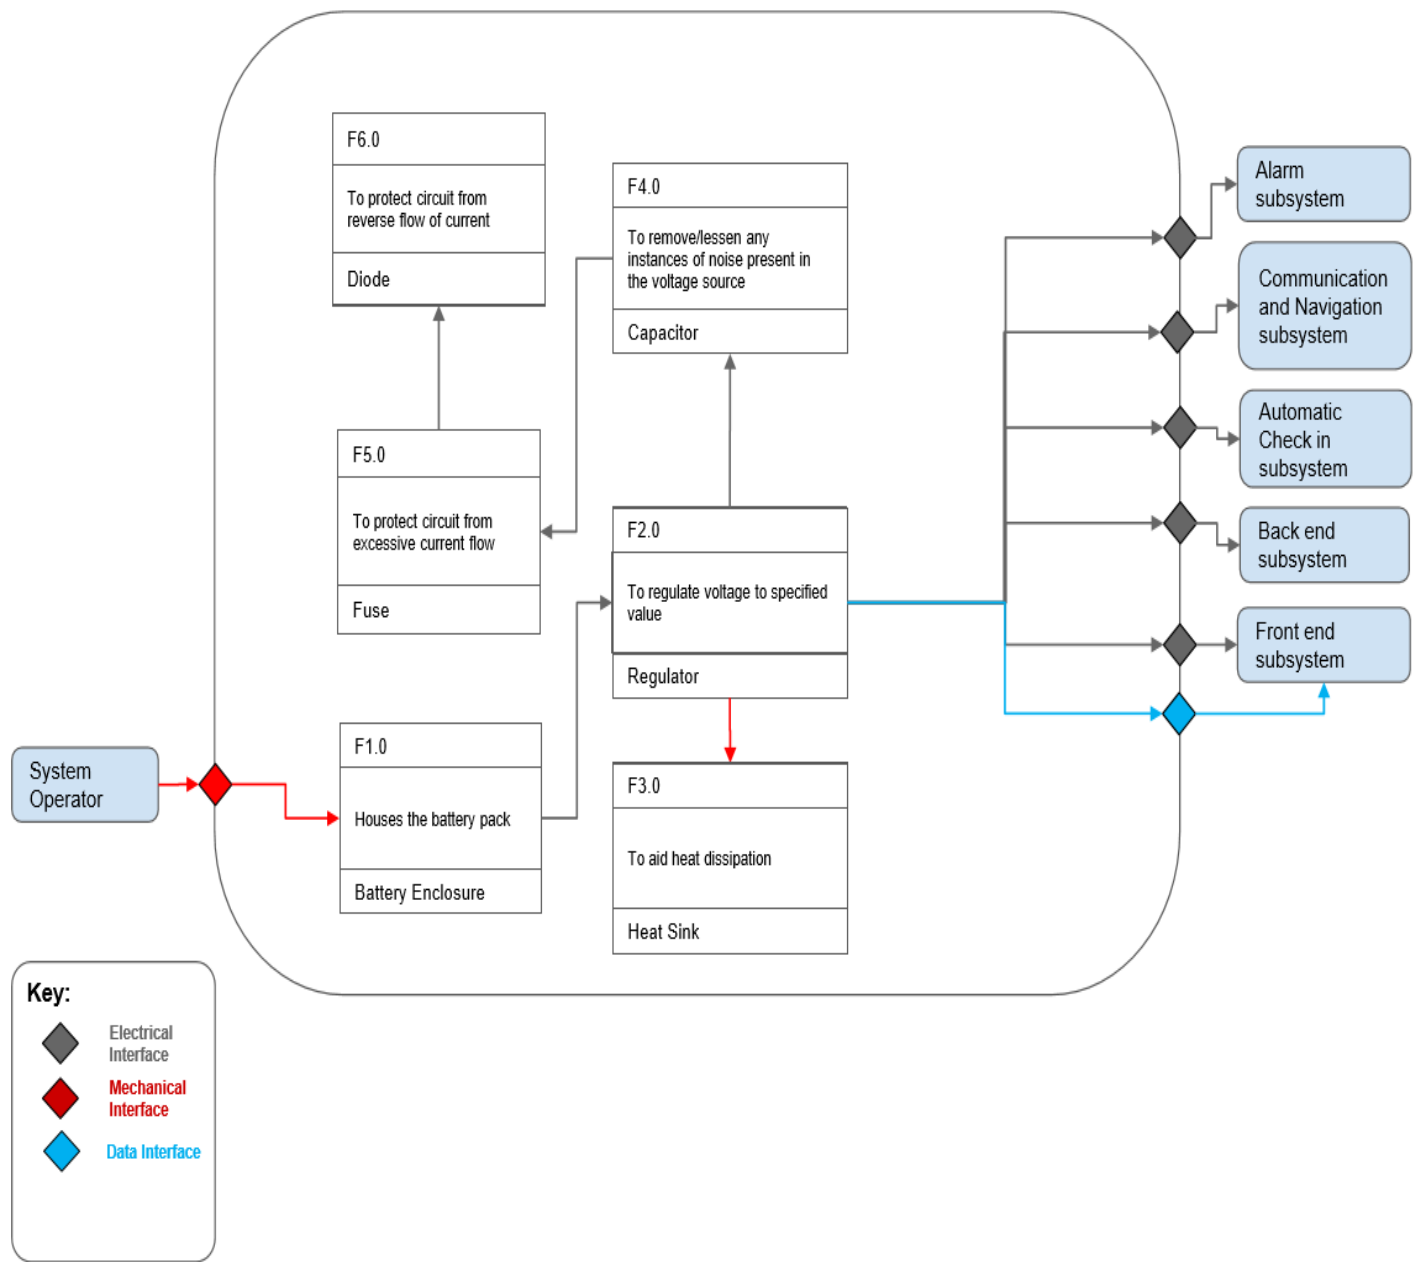 F6.0
To protect circuit from
reverse flow of current
Diode
F4.0
To remove/lessen any
instances of noise present in
the voltage source
Capacitor
F5.0
To protect circuit from
excessive current flow
Fuse
F2.0
To regulate voltage to specified
value
Regulator
F1.0
Houses the battery pack
Battery Enclosure
F3.0
To aid heat dissipation
Heat Sink
System
Operator
Alarm
subsystem
Communication
and Navigation
subsystem
Automatic
Check in
subsystem
Back end
subsystem
Front end
subsystem
Key:
Electrical
Interface
Mechanical
Interface
Data Interface